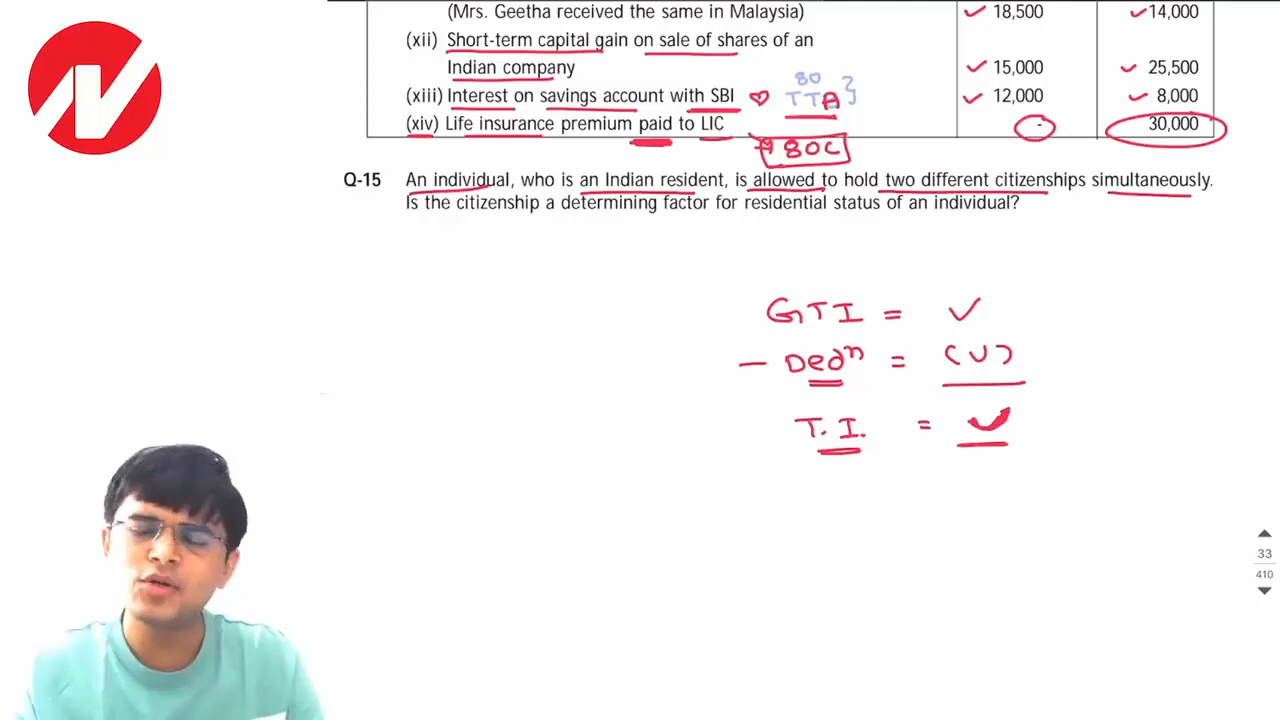 (Mrs. Geetha received the same in Malaysia) ✓ 18,500 ✓ 14,000
(xii) Short-term capital gain on sale of shares of an
Indian company ✓ 15,000 ✓ 25,500
(xiii) Interest on savings account with SBI ♡ 80 TTA } ✓ 12,000 ✓ 8,000
(xiv) Life insurance premium paid to LIC - 30,000
→ 80C
Q-15 An individual, who is an Indian resident, is allowed to hold two different citizenships simultaneously.
Is the citizenship a determining factor for residential status of an individual?
GTI = ✓
— Dedn = (✓)
T.I. = ✓
33
410